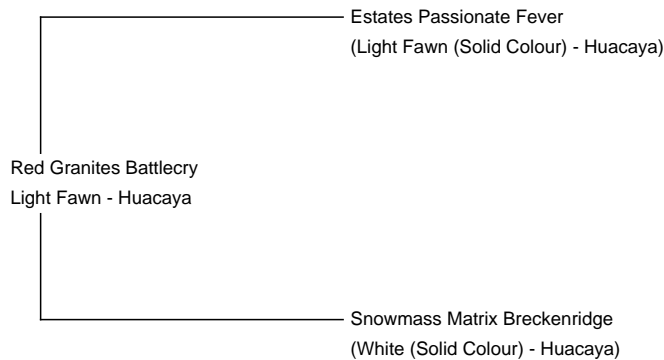 Estates Passionate Fever
(Light Fawn (Solid Colour) - Huacaya)
Red Granites Battlecry
Light Fawn - Huacaya
Snowmass Matrix Breckenridge
(White (Solid Colour) - Huacaya)